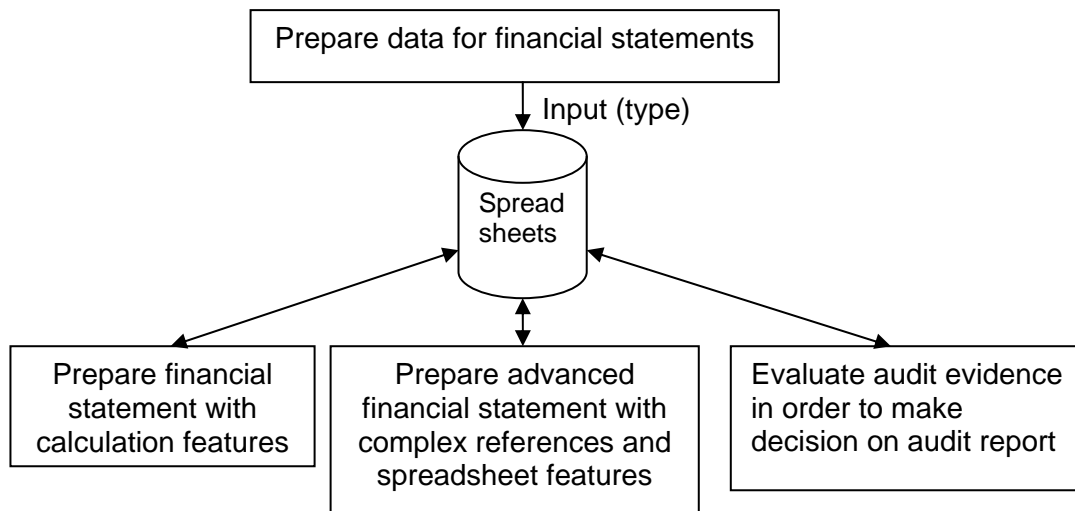 Prepare data for financial statements
Input (type)
Spread
sheets
Prepare financial
statement with
calculation features
Prepare advanced
financial statement with
complex references and
spreadsheet features
Evaluate audit evidence
in order to make
decision on audit report